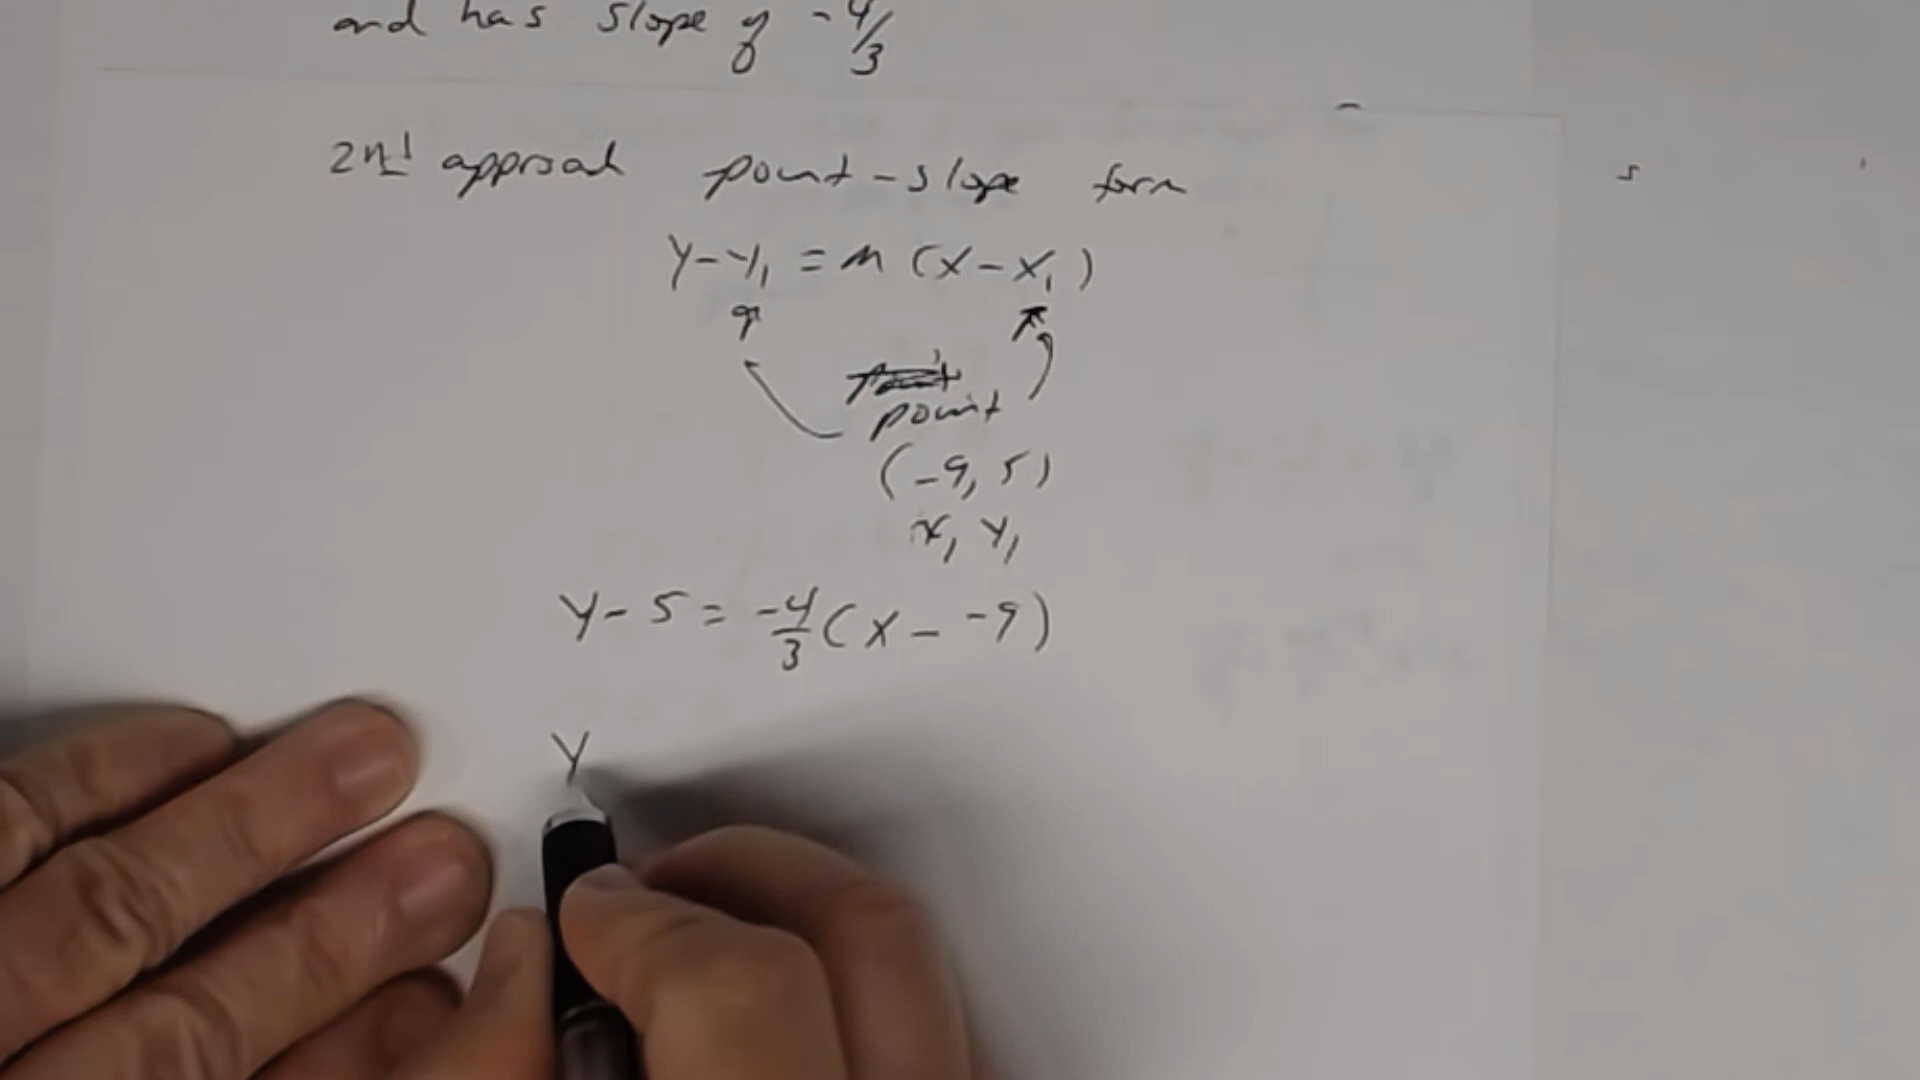 and has slope of -4/3
2nd approah point-slope form
y-y₁ = m (x-x₁)
point
(-9, 5)
x₁ y₁
y-5 = -4/3 (x - -9)
y